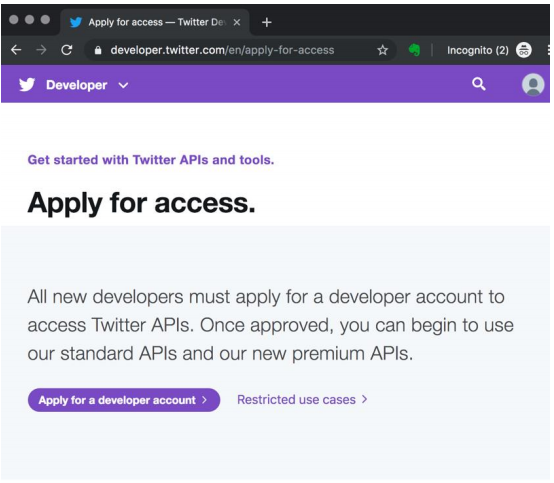 Apply for access — Twitter De
developer.twitter.com/en/apply-for-access
Incognito (2)
Developer
Get started with Twitter APIs and tools.
Apply for access.
All new developers must apply for a developer account to
access Twitter APIs. Once approved, you can begin to use
our standard APIs and our new premium APIs.
Apply for a developer account
Restricted use cases